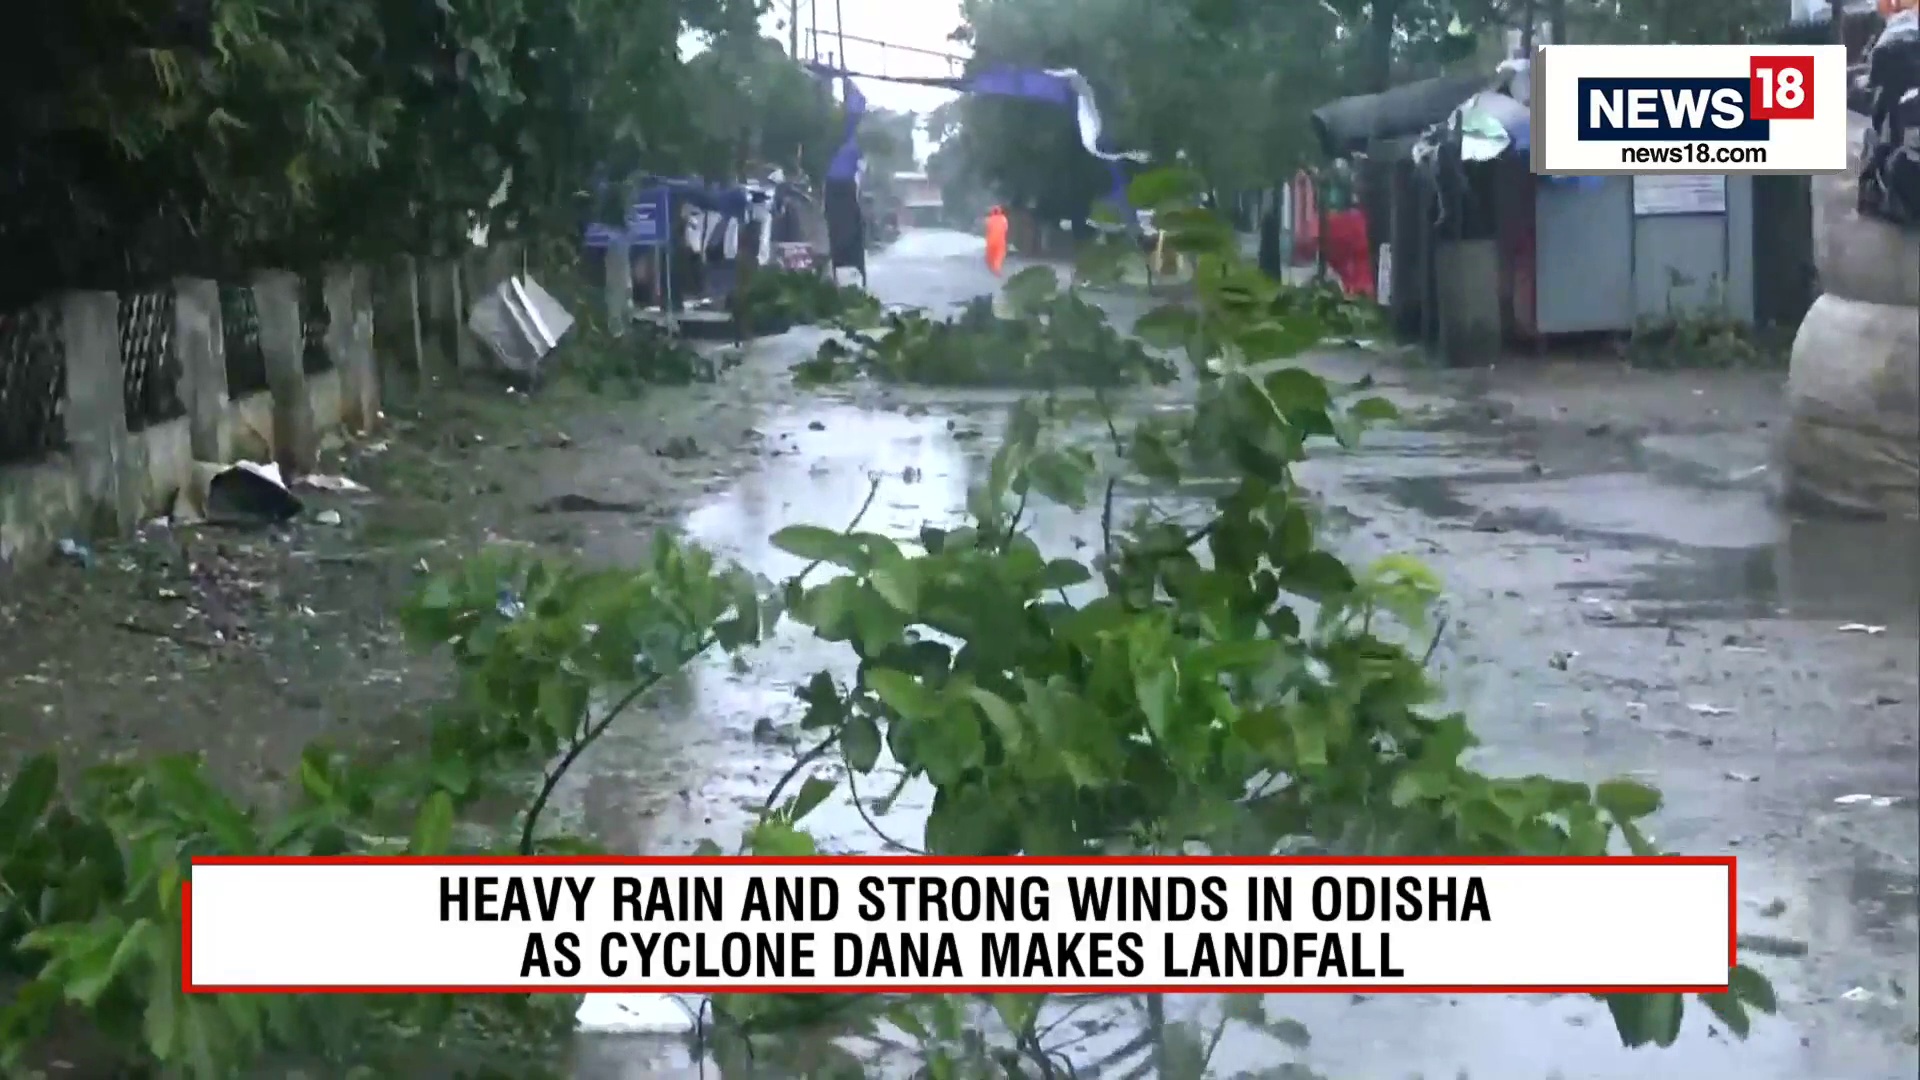 NEWS18
news18.com
HEAVY RAIN AND STRONG WINDS IN ODISHA
AS CYCLONE DANA MAKES LANDFALL